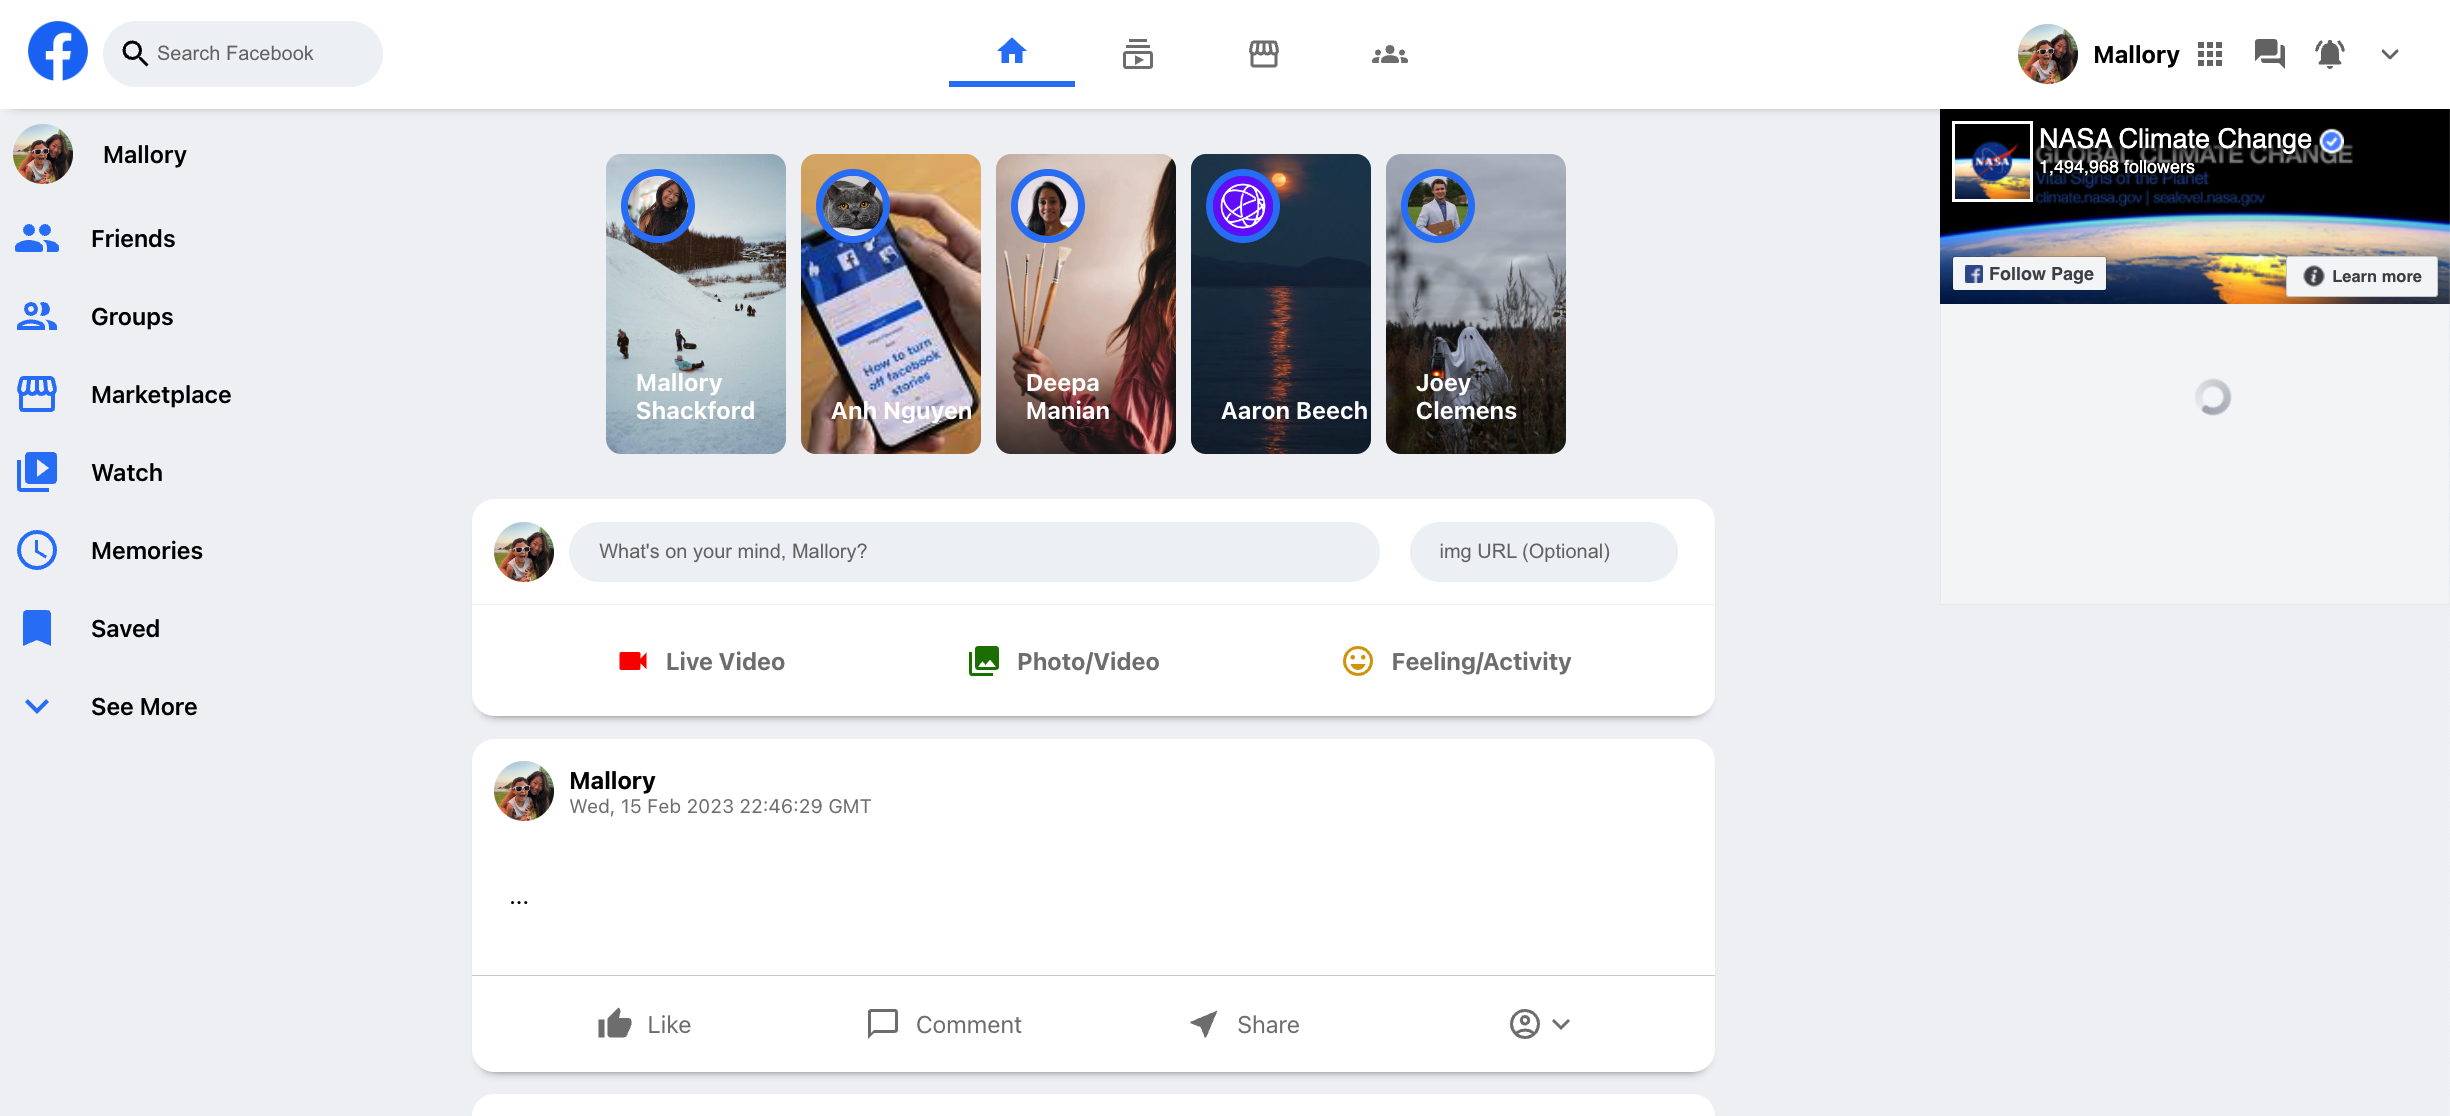 Search Facebook
Mallory
Mallory
Friends
Groups
Marketplace
Watch
Memories
Saved
See More
Mallory
Shackford
How to turn
off facebook
stories
Anh Nguyen
Deepa
Manian
Aaron Beech
Joey
Clemens
What's on your mind, Mallory?
img URL (Optional)
Live Video
Photo/Video
Feeling/Activity
Mallory
Wed, 15 Feb 2023 22:46:29 GMT
...
Like
Comment
Share
NASA
NASA Climate Change
GLOBAL CLIMATE CHANGE
1,494,968 followers
Vital Signs of the Planet
climate.nasa.gov | sealevel.nasa.gov
Follow Page
Learn more